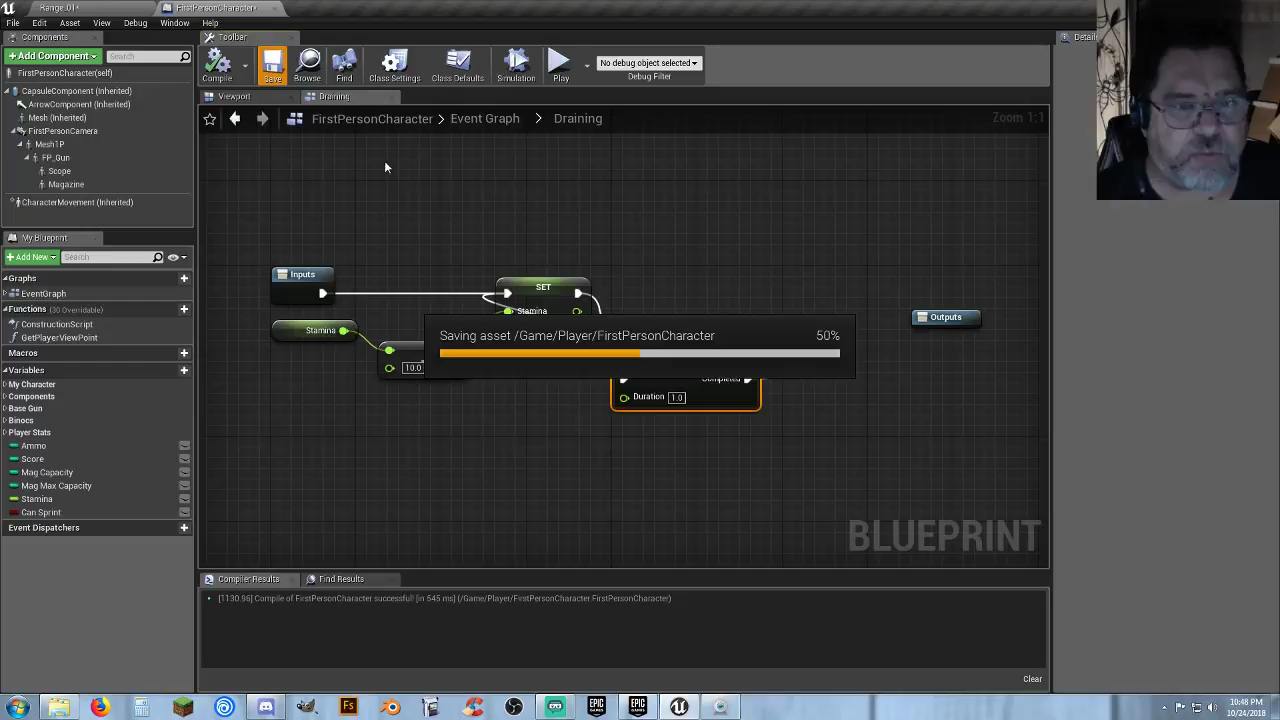 Range_01*
FirstPersonCharacter*
File Edit Asset View Debug Window Help
Components
Toolbar
Details
+ Add Component
Search
FirstPersonCharacter(self)
Compile
Save
Browse
Find
Class Settings
Class Defaults
Simulation
Play
No debug object selected
Debug Filter
CapsuleComponent (Inherited)
ArrowComponent (Inherited)
Mesh (Inherited)
FirstPersonCamera
Mesh1P
FP_Gun
Scope
Magazine
CharacterMovement (Inherited)
Viewport
Draining
FirstPersonCharacter > Event Graph > Draining
Zoom 1:1
My Blueprint
+ Add New
Search
Graphs
EventGraph
Functions (30 Overridable)
ConstructionScript
GetPlayerViewPoint
Macros
Variables
My Character
Components
Base Gun
Binocs
Player Stats
Ammo
Score
Mag Capacity
Mag Max Capacity
Stamina
Can Sprint
Event Dispatchers
Inputs
SET
Stamina
Stamina
10.0
Outputs
Saving asset /Game/Player/FirstPersonCharacter 50%
Completed
Duration 1.0
BLUEPRINT
Compiler Results
Find Results
[1130.96] Compile of FirstPersonCharacter successful! [in 545 ms] (/Game/Player/FirstPersonCharacter.FirstPersonCharacter)
Clear
Fs
EPIC GAMES
EPIC GAMES
10:48 PM
10/24/2018